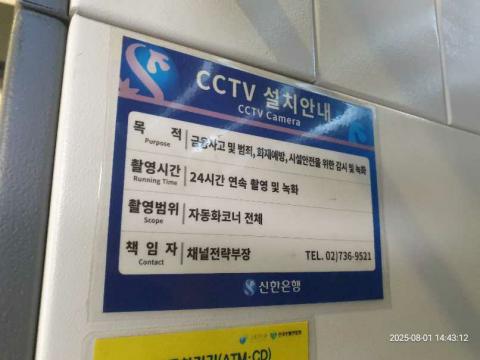 CCTV 설치안내
CCTV Camera
목 적 금융사고 및 범죄, 화재예방, 시설안전을 위한 감시 및 녹화
Purpose
촬영시간 24시간 연속 촬영 및 녹화
Running Time
촬영범위 자동화코너 전체
Scope
책 임 자 채널전략부장 TEL. 02)736-9521
Contact
신한은행
(ATM·CD)
2025-08-01 14:43:12